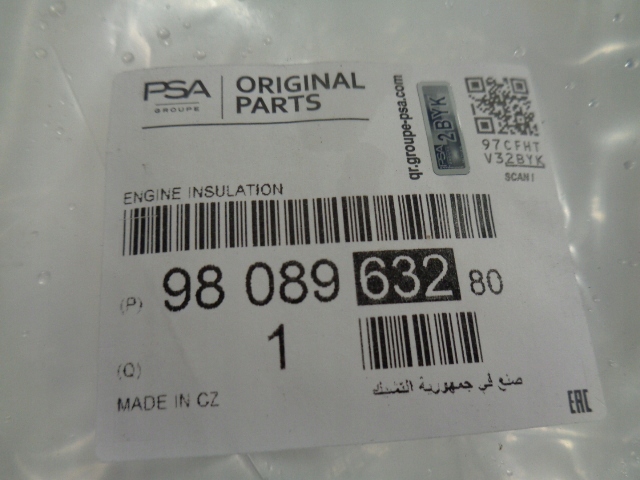 PSA
GROUPE
ORIGINAL
PARTS
qr.groupe-psa.com
PSA 2BYK
97CFHT
V32BYK
SCAN!
ENGINE INSULATION
(P) 98 089 632 80
(Q) 1
MADE IN CZ
صنع في جمهورية التشيك
EAC